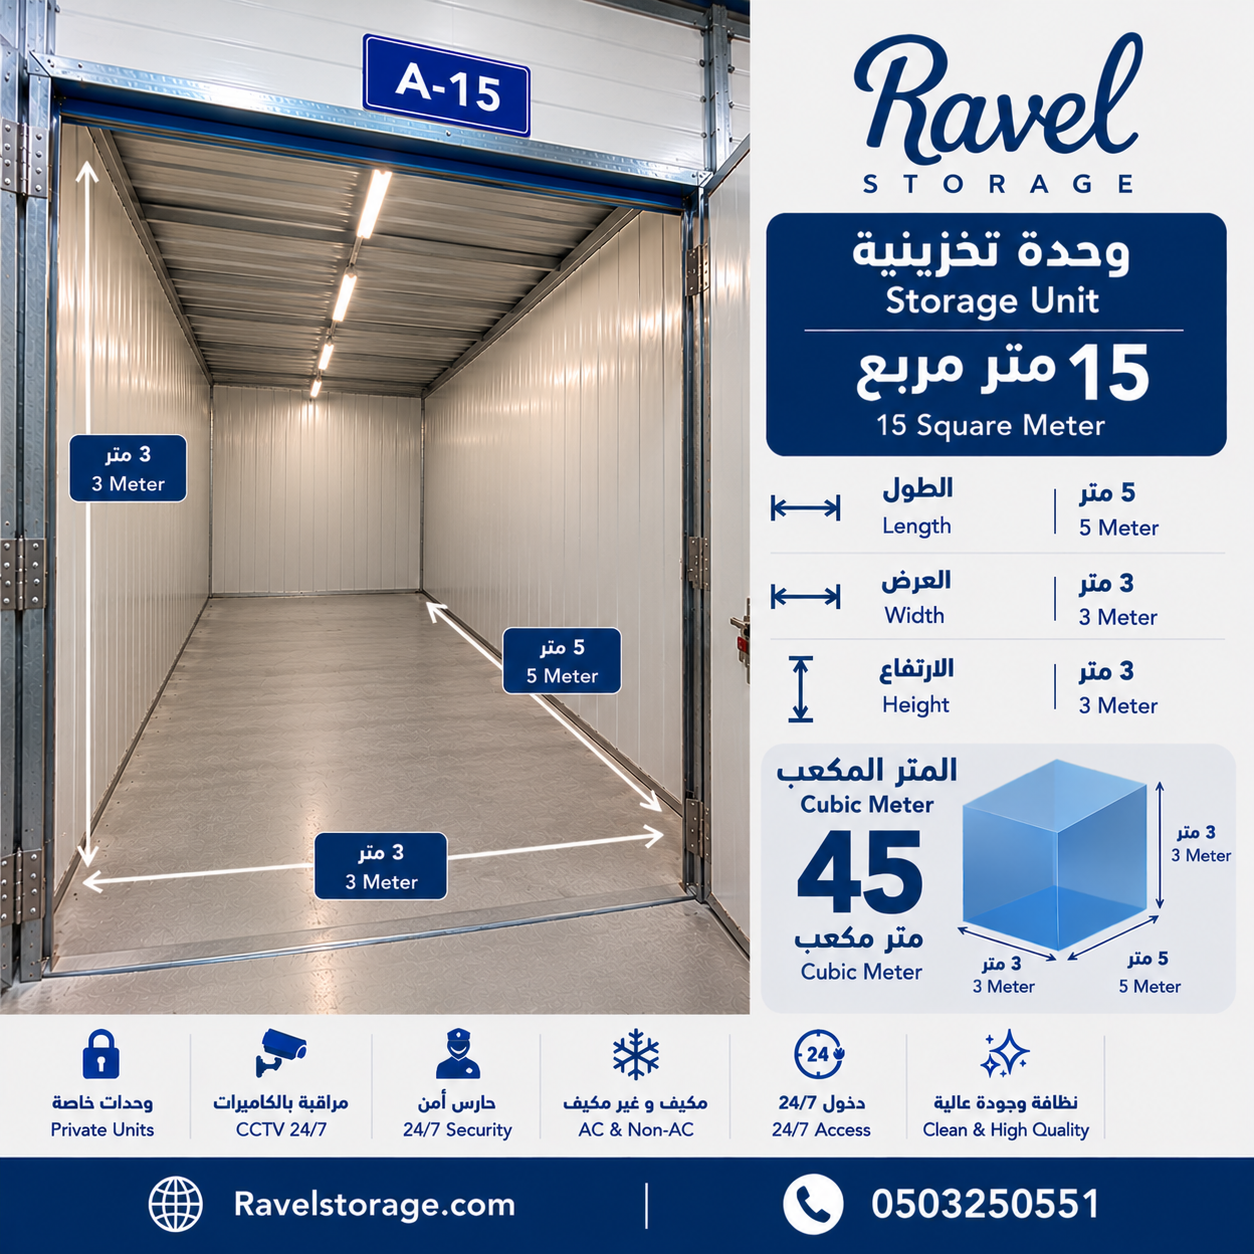 A-15
3 متر
3 Meter
5 متر
5 Meter
3 متر
3 Meter
Ravel
STORAGE
وحدة تخزينية
Storage Unit
15 متر مربع
15 Square Meter
الطول
Length
5 متر
5 Meter
العرض
Width
3 متر
3 Meter
الارتفاع
Height
3 متر
3 Meter
المتر المكعب
Cubic Meter
45
متر مكعب
Cubic Meter
3 متر
3 Meter
3 متر
3 Meter
5 متر
5 Meter
وحدات خاصة
Private Units
مراقبة بالكاميرات
CCTV 24/7
حارس أمن
24/7 Security
مكيف و غير مكيف
AC & Non-AC
24
دخول 24/7
24/7 Access
نظافة وجودة عالية
Clean & High Quality
Ravelstorage.com
0503250551